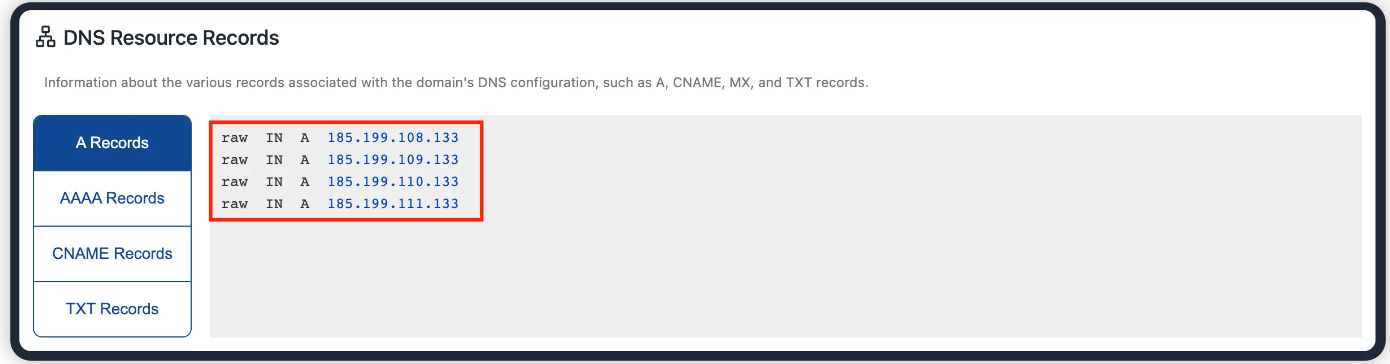 DNS Resource Records
Information about the various records associated with the domain's DNS configuration, such as A, CNAME, MX, and TXT records.
A Records
AAAA Records
CNAME Records
TXT Records
raw IN A 185.199.108.133
raw IN A 185.199.109.133
raw IN A 185.199.110.133
raw IN A 185.199.111.133